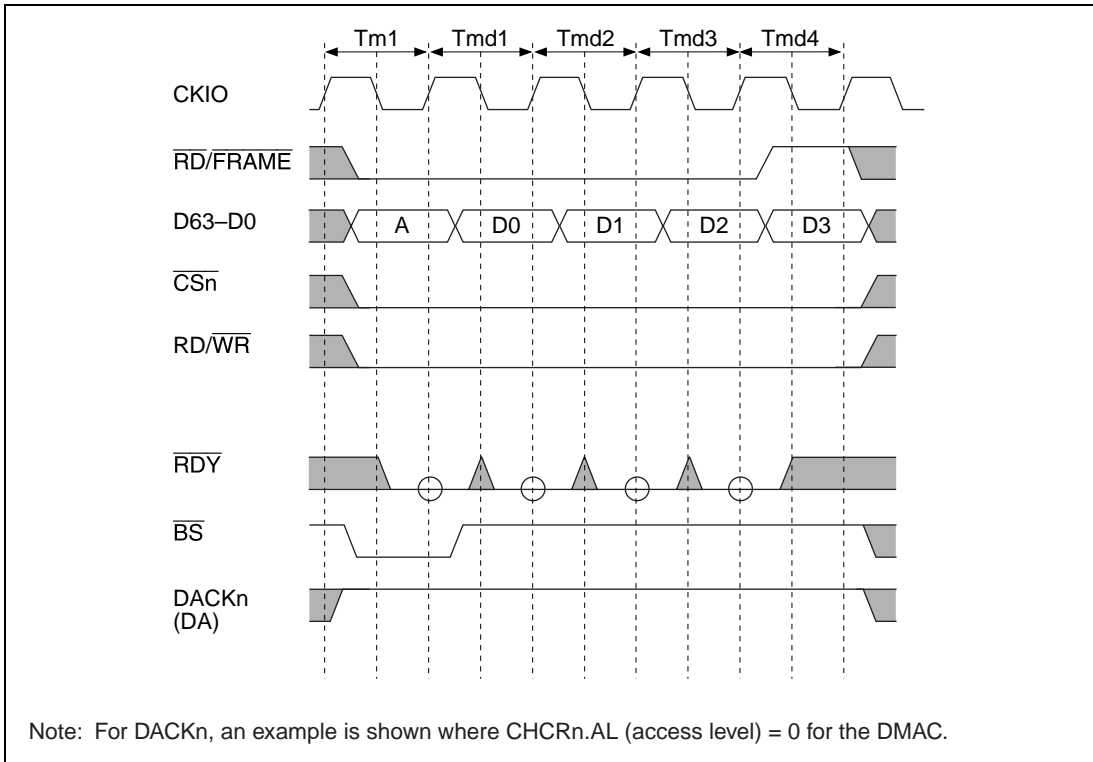 Tm1 Tmd1 Tmd2 Tmd3 Tmd4
CKIO
RD/FRAME
D63–D0 A D0 D1 D2 D3
CSn
RD/WR
RDY
BS
DACKn
(DA)
Note: For DACKn, an example is shown where CHCRn.AL (access level) = 0 for the DMAC.